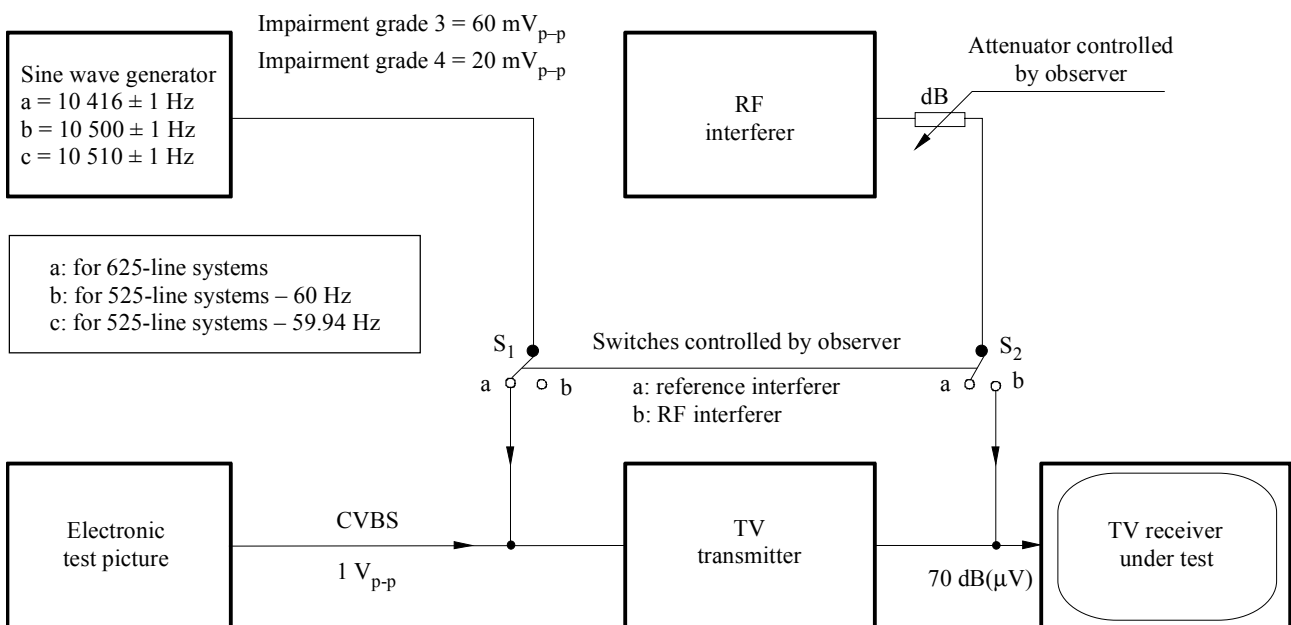 Impairment grade 3 = 60 mVp–p
Impairment grade 4 = 20 mVp–p
Sine wave generator
a = 10 416 ± 1 Hz
b = 10 500 ± 1 Hz
c = 10 510 ± 1 Hz
RF
interferer
dB
Attenuator controlled
by observer
a: for 625-line systems
b: for 525-line systems – 60 Hz
c: for 525-line systems – 59.94 Hz
S1
a
b
Switches controlled by observer
a: reference interferer
b: RF interferer
S2
a
b
Electronic
test picture
CVBS
1 Vp-p
TV
transmitter
70 dB(µV)
TV receiver
under test